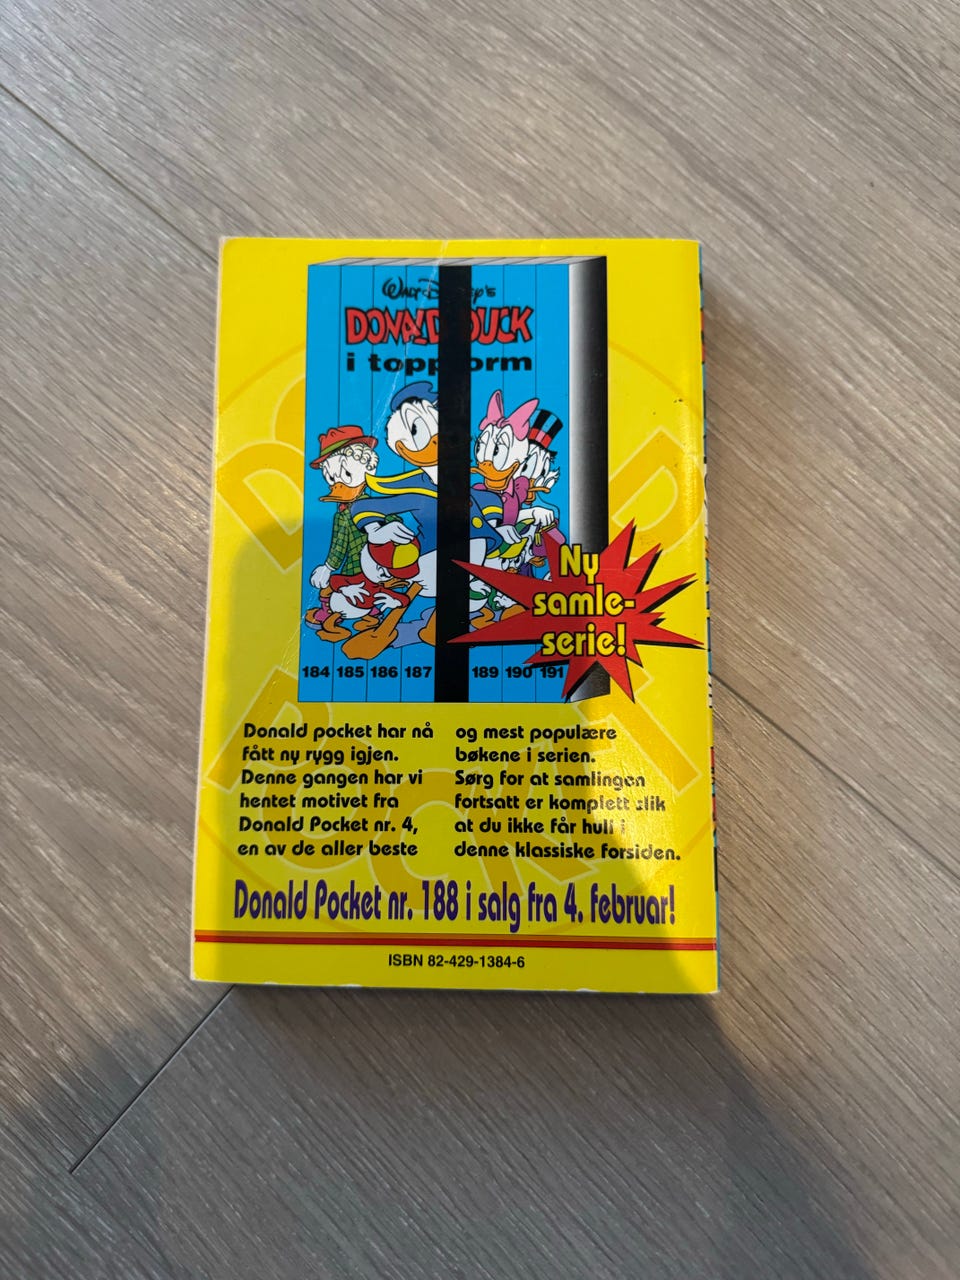 Walt Disney's
DONALD DUCK
i toppform
Ny
samle-
serie!
184 185 186 187 189 190 191
Donald pocket har nå
fått ny rygg igjen.
Denne gangen har vi
hentet motivet fra
Donald Pocket nr. 4,
en av de aller beste
og mest populære
bøkene i serien.
Sørg for at samlingen
fortsatt er komplett slik
at du ikke får hull i
denne klassiske forsiden.
Donald Pocket nr. 188 i salg fra 4. februar!
ISBN 82-429-1384-6